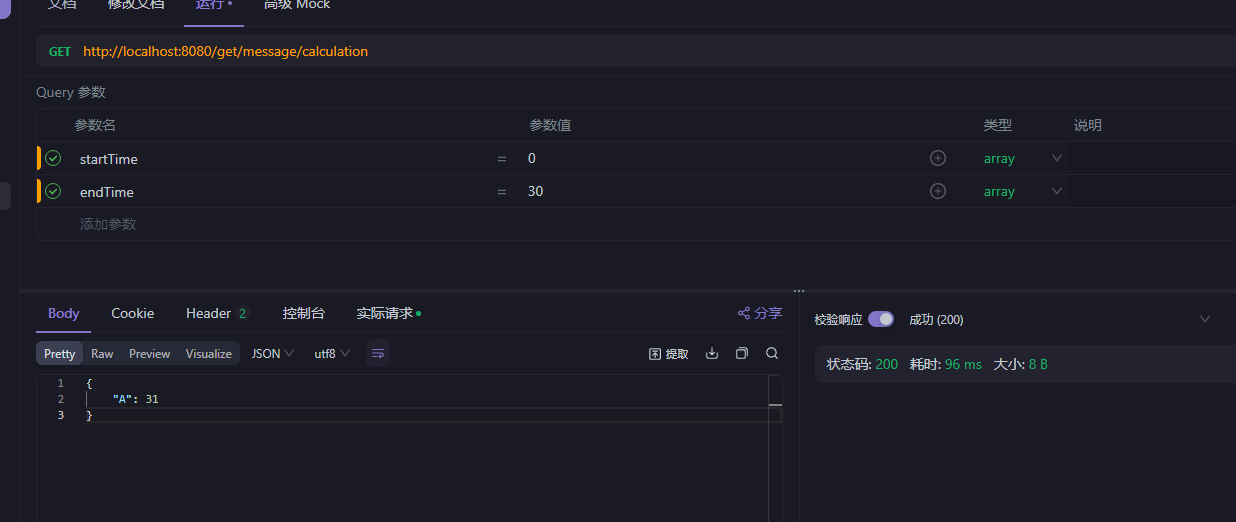 文档 修改文档 运行 高级 Mock
GET http://localhost:8080/get/message/calculation
Query 参数
参数名 参数值 类型 说明
startTime = 0 array
endTime = 30 array
添加参数
Body Cookie Header 2 控制台 实际请求 分享 校验响应 成功 (200)
Pretty Raw Preview Visualize JSON utf8 提取 状态码: 200 耗时: 96 ms 大小: 8 B
1 {
2 "A": 31
3 }